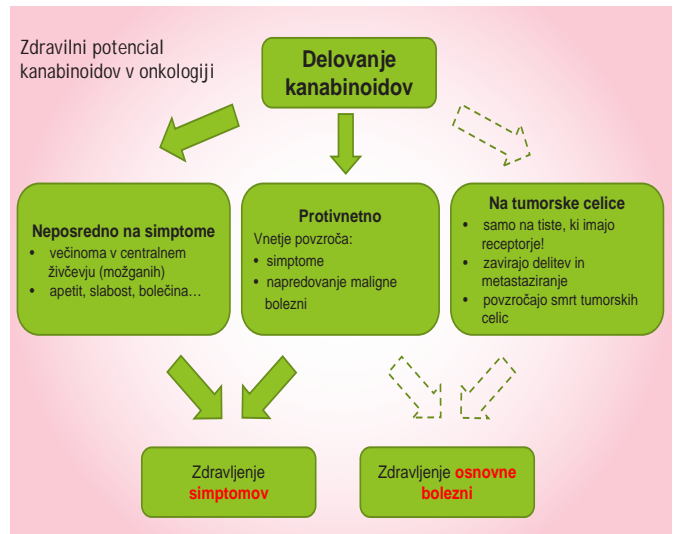 Zdravilni potencial
kanabinoidov v onkologiji
Delovanje
kanabinoidov
Neposredno na simptome
• večinoma v centralnem
živčevju (možganih)
• apetit, slabost, bolečina…
Protivnetno
Vnetje povzroča:
• simptome
• napredovanje maligne
bolezni
Na tumorske celice
• samo na tiste, ki imajo
receptorje!
• zavirajo delitev in
metastaziranje
• povzročajo smrt tumorskih
celic
Zdravljenje
simptomov
Zdravljenje osnovne
bolezni